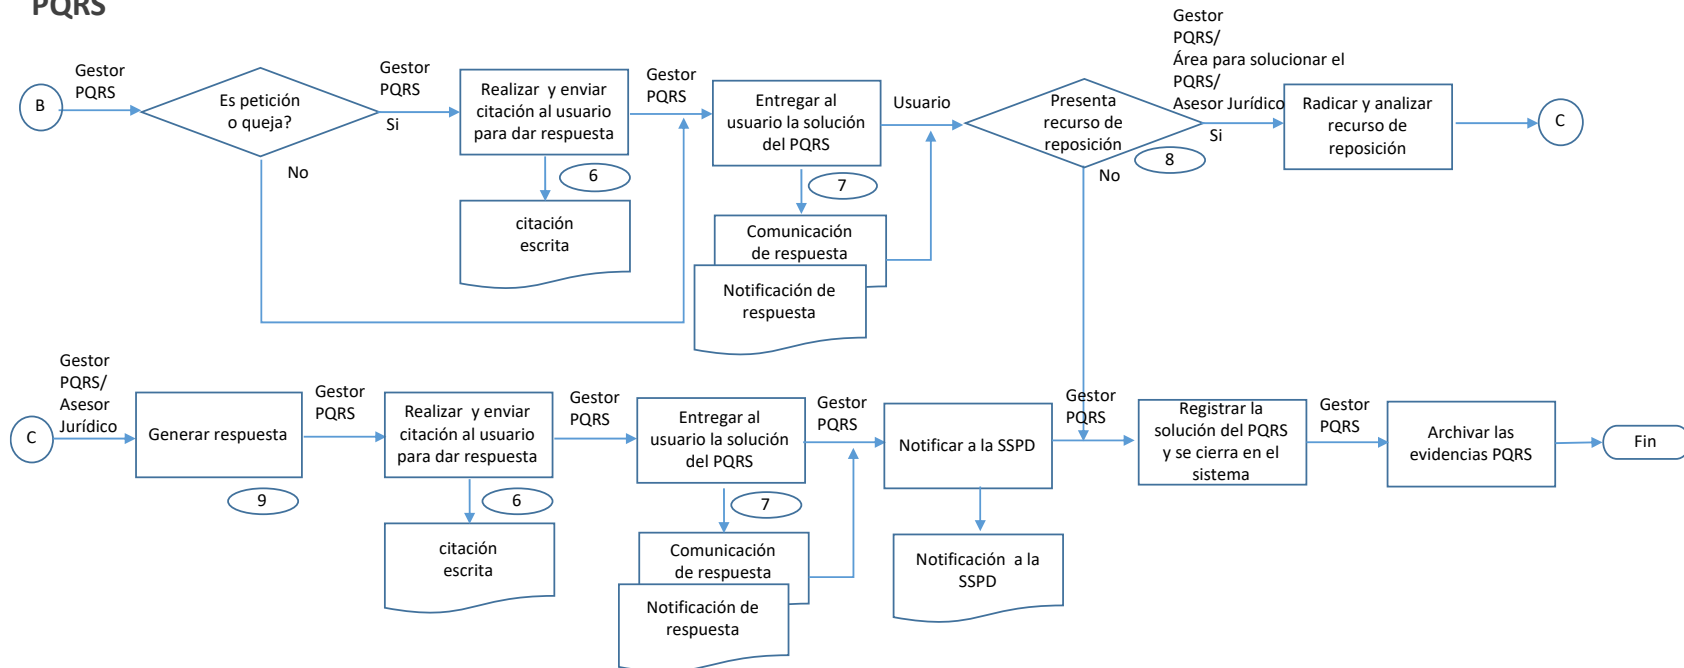 PQRS
B
Gestor
PQRS
Es petición
o queja?
Gestor
PQRS
Si
No
Realizar y enviar
citación al usuario
para dar respuesta
6
citación
escrita
Gestor
PQRS
Entregar al
usuario la solución
del PQRS
7
Comunicación
de respuesta
Notificación de
respuesta
Usuario
Presenta
recurso de
reposición
8
No
Gestor
PQRS/
Área para solucionar el
PQRS/
Asesor Jurídico
Si
Radicar y analizar
recurso de
reposición
C
C
Gestor
PQRS/
Asesor
Jurídico
Generar respuesta
9
Gestor
PQRS
Realizar y enviar
citación al usuario
para dar respuesta
6
citación
escrita
Gestor
PQRS
Entregar al
usuario la solución
del PQRS
7
Comunicación
de respuesta
Notificación de
respuesta
Gestor
PQRS
Notificar a la SSPD
Notificación a la
SSPD
Gestor
PQRS
Registrar la
solución del PQRS
y se cierra en el
sistema
Gestor
PQRS
Archivar las
evidencias PQRS
Fin